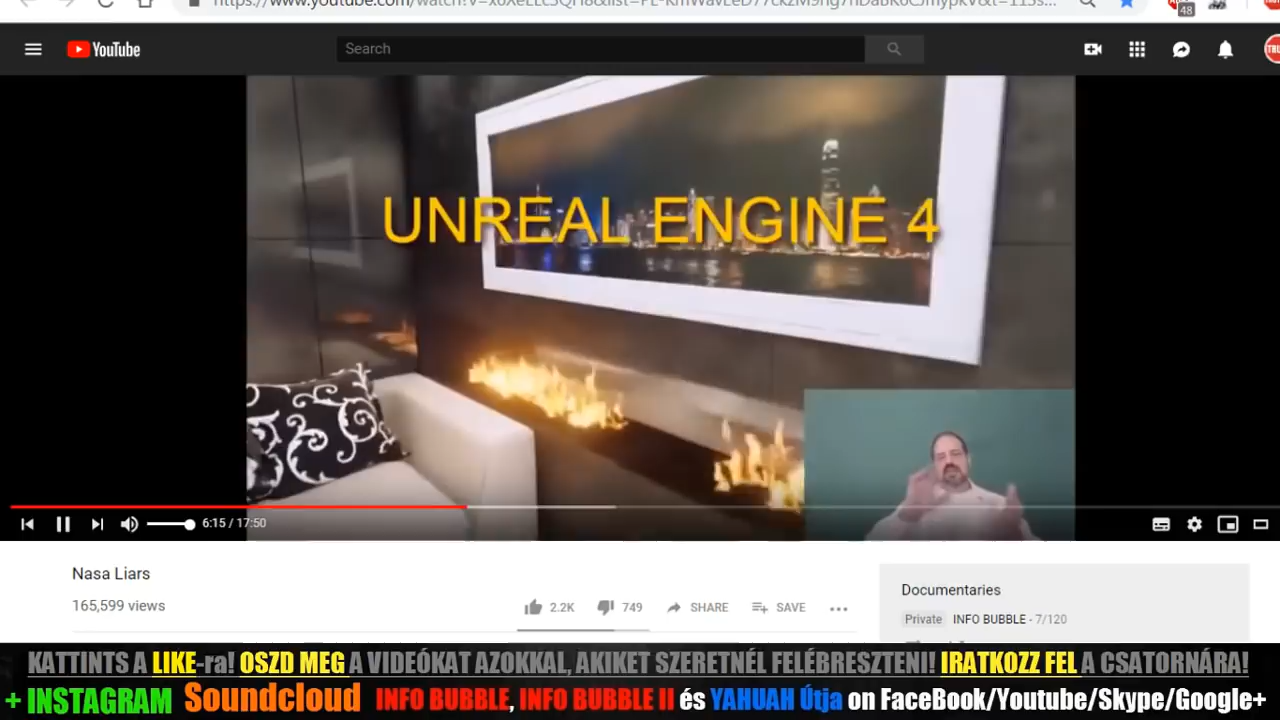 48
YouTube
Search
UNREAL ENGINE 4
6:15 / 17:50
Nasa Liars
165,599 views
2.2K 749 SHARE SAVE
Documentaries
Private INFO BUBBLE - 7/120
KATTINTS A LIKE-ra! OSZD MEG A VIDEÓKAT AZOKKAL, AKIKET SZERETNÉL FELÉBRESZTENI! IRATKOZZ FEL A CSATORNÁRA!
+ INSTAGRAM Soundcloud INFO BUBBLE, INFO BUBBLE II és YAHUAH Útja on FaceBook/Youtube/Skype/Google+